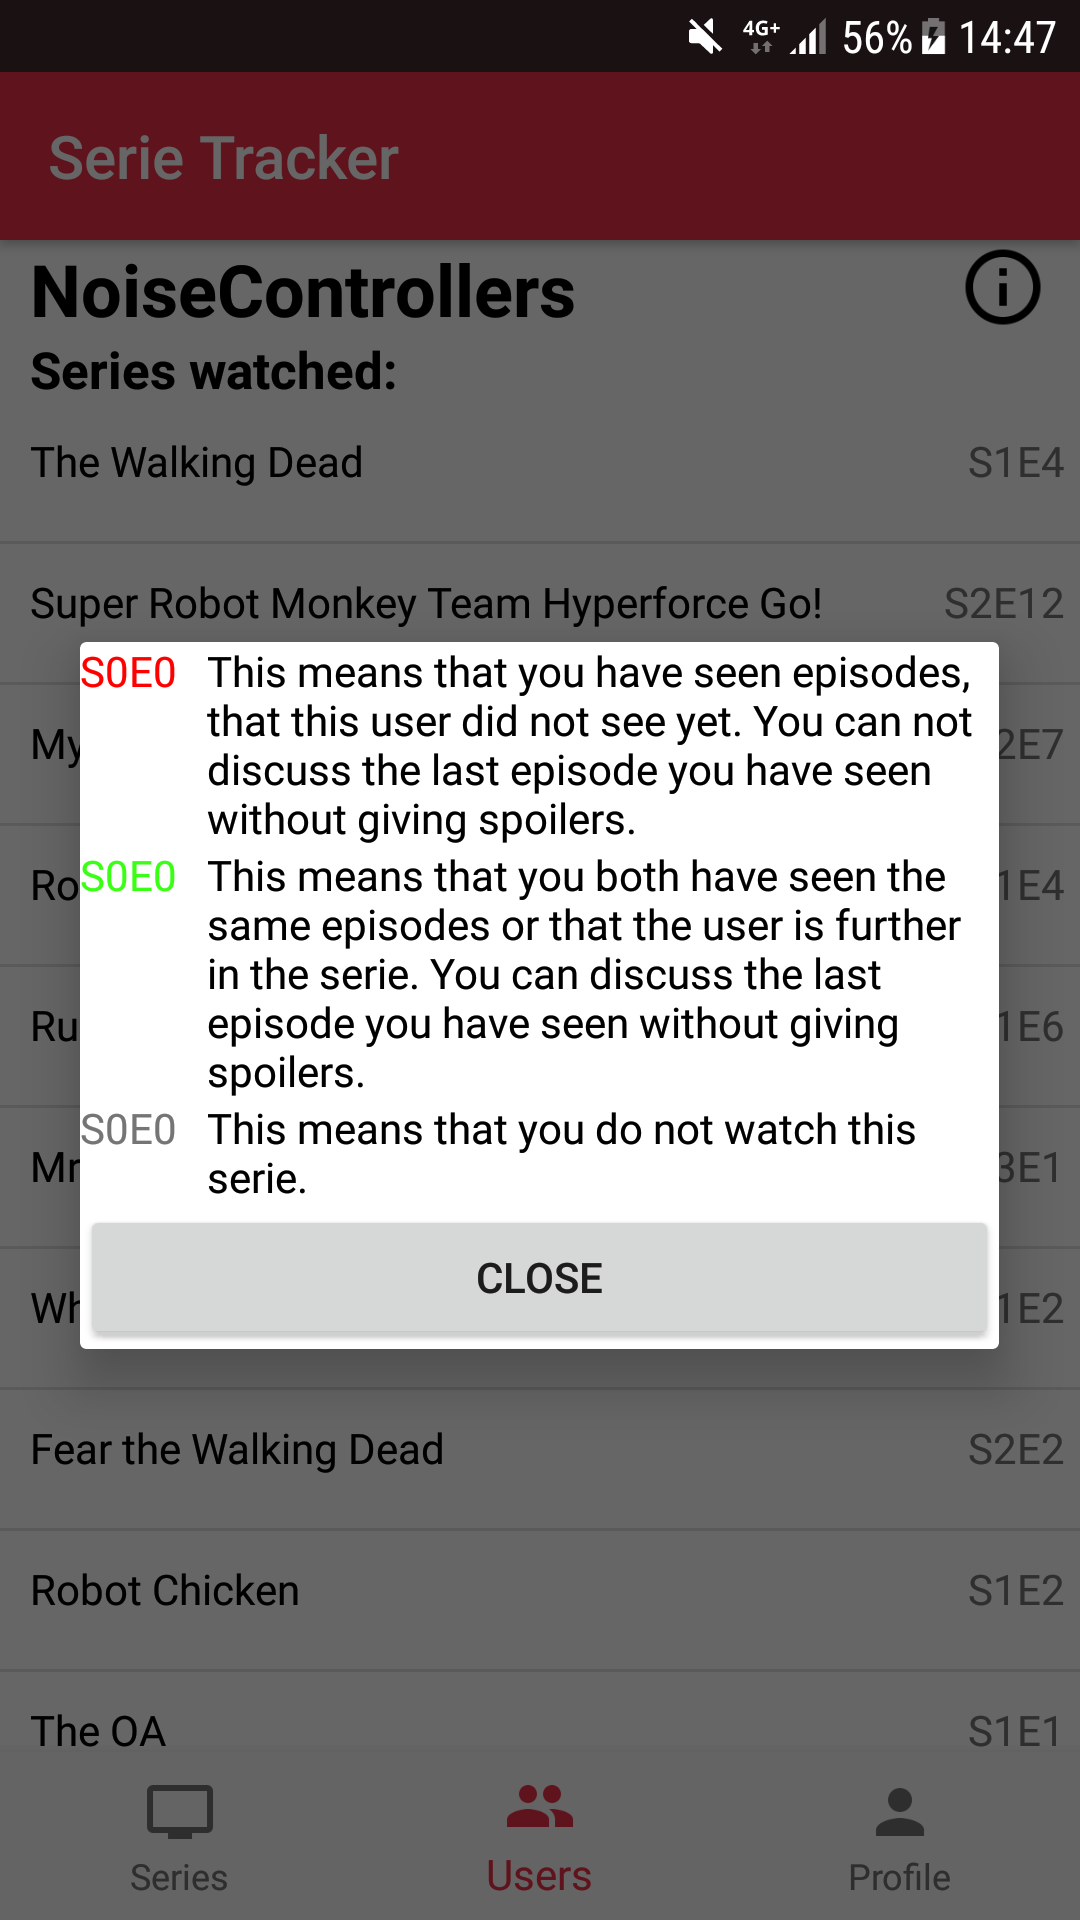 4G+ 56% 14:47
Serie Tracker
NoiseControllers
Series watched:
The Walking Dead S1E4
Super Robot Monkey Team Hyperforce Go! S2E12
S0E0 This means that you have seen episodes,
that this user did not see yet. You can not
My 2E7
discuss the last episode you have seen
without giving spoilers.
S0E0 This means that you both have seen the
Ro 1E4
same episodes or that the user is further
in the serie. You can discuss the last
Ru episode you have seen without giving 1E6
spoilers.
S0E0 This means that you do not watch this
Mr 3E1
serie.
CLOSE
Wh 1E2
Fear the Walking Dead S2E2
Robot Chicken S1E2
The OA S1E1
Series Users Profile